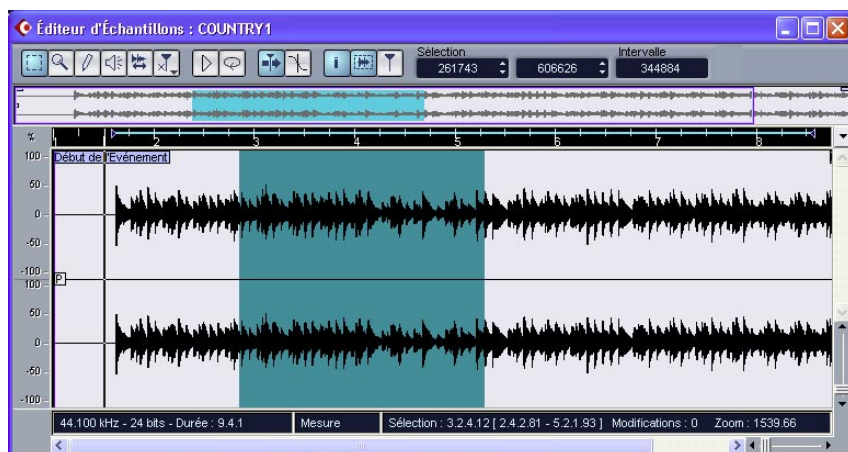 Éditeur d'Échantillons : COUNTRY1
Sélection Intervalle
261743 606626 344884
% 2 3 4 5 6 7 8
Début de l'Evénement
100
50
0
-50
-100
P
100
50
0
-50
-100
44.100 kHz - 24 bits - Durée : 9.4.1 Mesure Sélection : 3.2.4.12 [ 2.4.2.81 - 5.2.1.93 ] Modifications : 0 Zoom : 1539.66